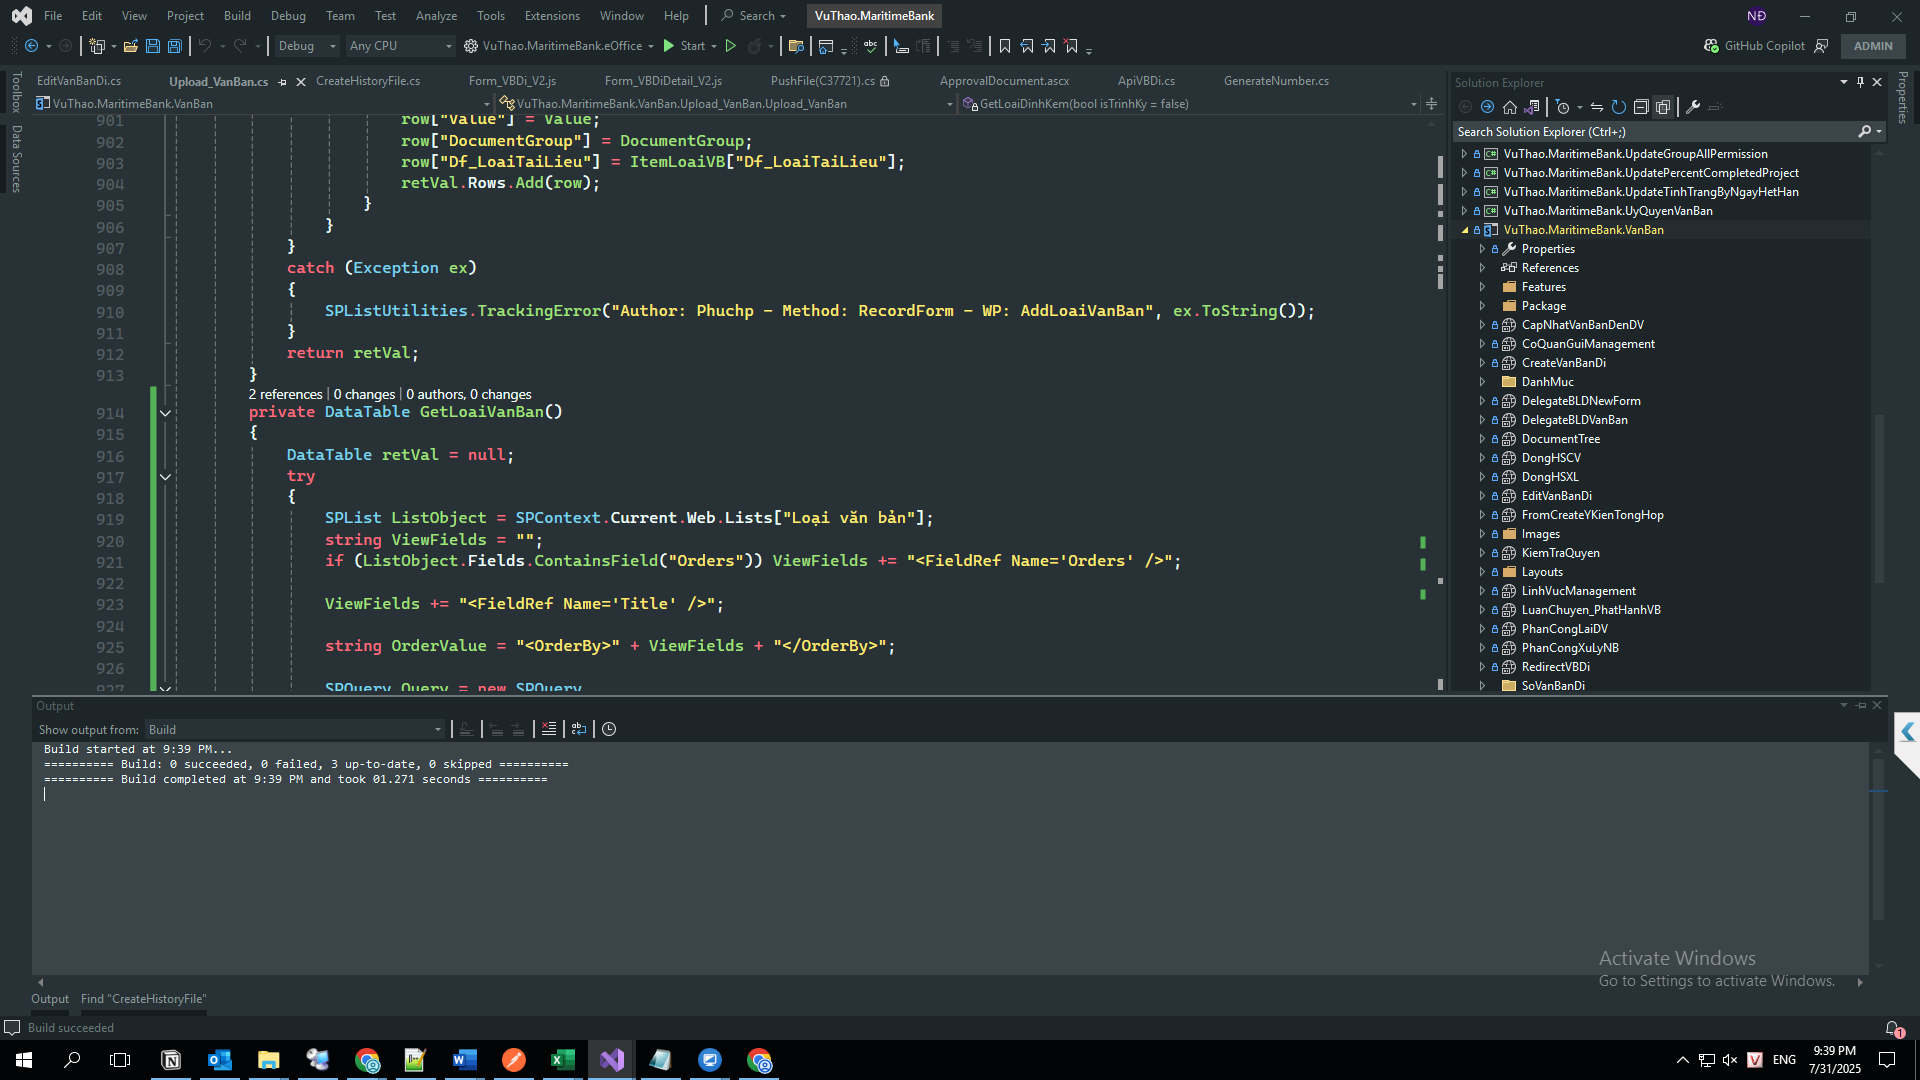 File Edit View Project Build Debug Team Test Analyze Tools Extensions Window Help Search VuThao.MaritimeBank NĐ
Debug Any CPU VuThao.MaritimeBank.eOffice Start GitHub Copilot ADMIN
EditVanBanDi.cs Upload_VanBan.cs CreateHistoryFile.cs Form_VBDi_V2.js Form_VBDiDetail_V2.js PushFile(C37721).cs ApprovalDocument.ascx ApiVBDi.cs GenerateNumber.cs
VuThao.MaritimeBank.VanBan VuThao.MaritimeBank.VanBan.Upload_VanBan.Upload_VanBan GetLoaiDinhKem(bool isTrinhKy = false)
Toolbox
Data Sources
901 row["Value"] = Value;
902 row["DocumentGroup"] = DocumentGroup;
903 row["Df_LoaiTaiLieu"] = ItemLoaiVB["Df_LoaiTaiLieu"];
904 retVal.Rows.Add(row);
905 }
906 }
907 }
908 catch (Exception ex)
909 {
910 SPListUtilities.TrackingError("Author: Phuchp - Method: RecordForm - WP: AddLoaiVanBan", ex.ToString());
911 }
912 return retVal;
913 }
2 references | 0 changes | 0 authors, 0 changes
914 private DataTable GetLoaiVanBan()
915 {
916 DataTable retVal = null;
917 try
918 {
919 SPList ListObject = SPContext.Current.Web.Lists["Loại văn bản"];
920 string ViewFields = "";
921 if (ListObject.Fields.ContainsField("Orders")) ViewFields += "<FieldRef Name='Orders' />";
922
923 ViewFields += "<FieldRef Name='Title' />";
924
925 string OrderValue = "<OrderBy>" + ViewFields + "</OrderBy>";
926
927 SPQuery Query = new SPQuery
Solution Explorer
Search Solution Explorer (Ctrl+;)
VuThao.MaritimeBank.UpdateGroupAllPermission
VuThao.MaritimeBank.UpdatePercentCompletedProject
VuThao.MaritimeBank.UpdateTinhTrangByNgayHetHan
VuThao.MaritimeBank.UyQuyenVanBan
VuThao.MaritimeBank.VanBan
Properties
References
Features
Package
CapNhatVanBanDenDV
CoQuanGuiManagement
CreateVanBanDi
DanhMuc
DelegateBLDNewForm
DelegateBLDVanBan
DocumentTree
DongHSCV
DongHSXL
EditVanBanDi
FromCreateYKienTongHop
Images
KiemTraQuyen
Layouts
LinhVucManagement
LuanChuyen_PhatHanhVB
PhanCongLaiDV
PhanCongXuLyNB
RedirectVBDi
SoVanBanDi
Properties
Output
Show output from: Build
Build started at 9:39 PM...
========== Build: 0 succeeded, 0 failed, 3 up-to-date, 0 skipped ==========
========== Build completed at 9:39 PM and took 01.271 seconds ==========
Activate Windows
Go to Settings to activate Windows.
Output Find "CreateHistoryFile"
Build succeeded
1
ENG
9:39 PM
7/31/2025